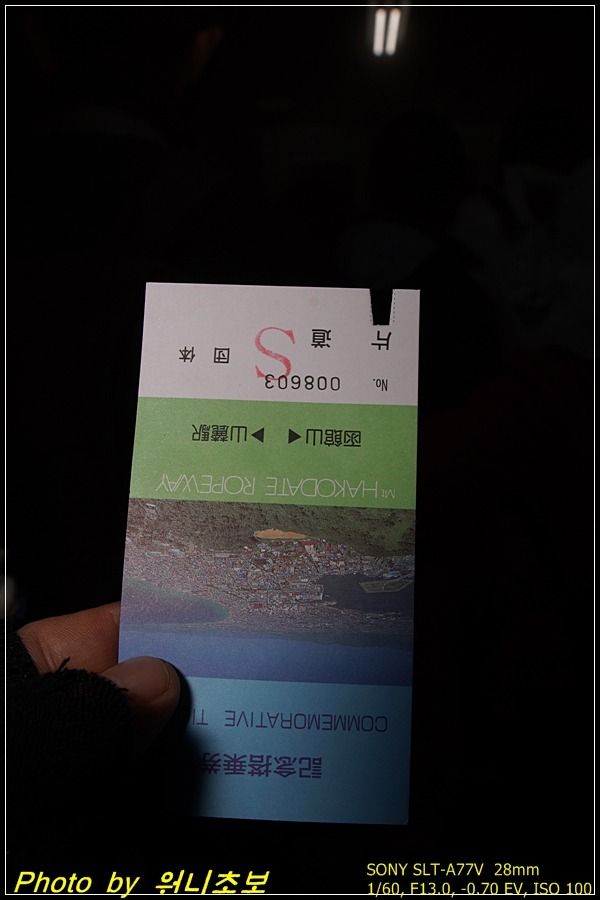 記念搭乗券
COMMEMORATIVE TI
Mt HAKODATE ROPEWAY
函館山▶ ◀山麓駅
No. 008603
片道 S 団体
Photo by 워니초보
SONY SLT-A77V 28mm
1/60, F13.0, -0.70 EV, ISO 100